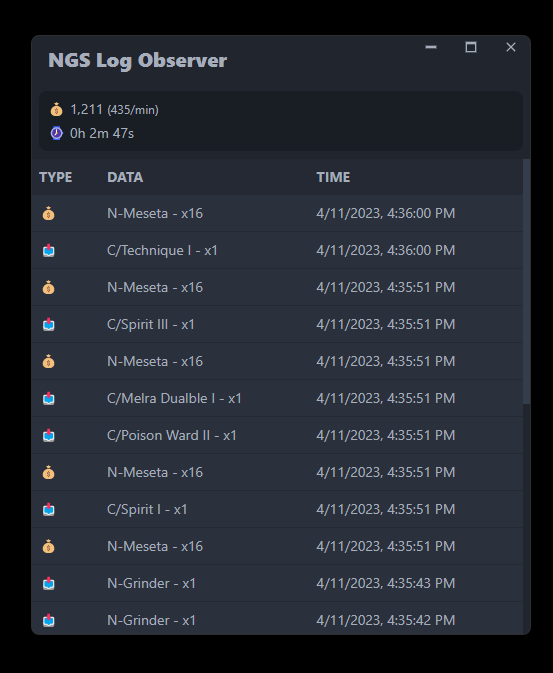 NGS Log Observer
1,211 (435/min)
0h 2m 47s
TYPE DATA TIME
N-Meseta - x16 4/11/2023, 4:36:00 PM
C/Technique I - x1 4/11/2023, 4:36:00 PM
N-Meseta - x16 4/11/2023, 4:35:51 PM
C/Spirit III - x1 4/11/2023, 4:35:51 PM
N-Meseta - x16 4/11/2023, 4:35:51 PM
C/Melra Dualble I - x1 4/11/2023, 4:35:51 PM
C/Poison Ward II - x1 4/11/2023, 4:35:51 PM
N-Meseta - x16 4/11/2023, 4:35:51 PM
C/Spirit I - x1 4/11/2023, 4:35:51 PM
N-Meseta - x16 4/11/2023, 4:35:51 PM
N-Grinder - x1 4/11/2023, 4:35:43 PM
N-Grinder - x1 4/11/2023, 4:35:42 PM